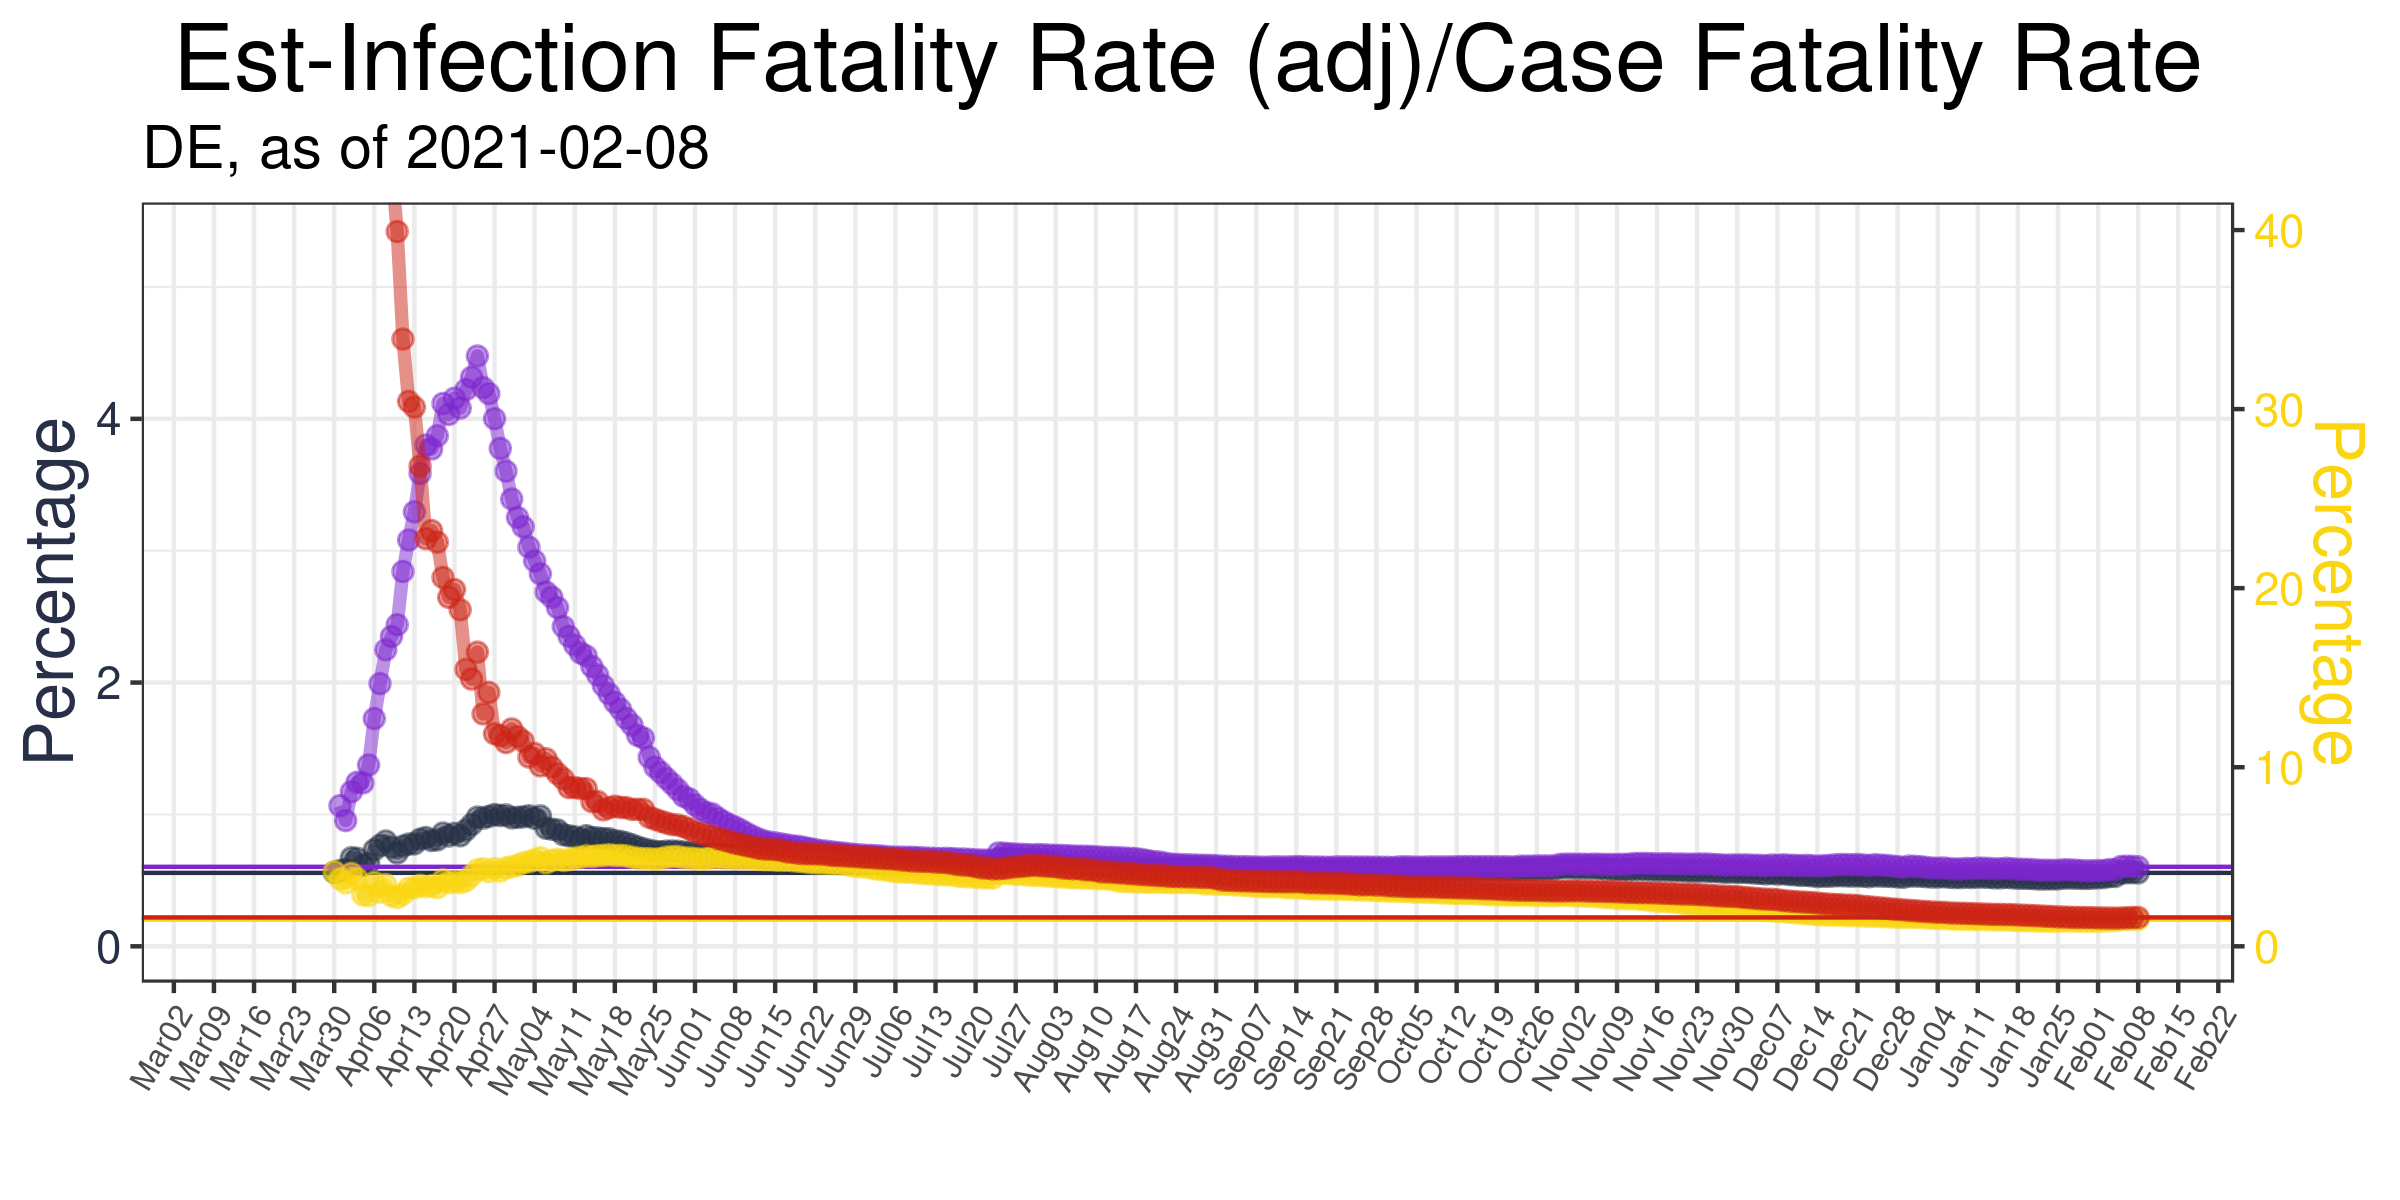 Est-Infection Fatality Rate (adj)/Case Fatality Rate
DE, as of 2021-02-08
Percentage
4
2
0
40
30
20
10
0
Percentage
Mar02
Mar09
Mar16
Mar23
Mar30
Apr06
Apr13
Apr20
Apr27
May04
May11
May18
May25
Jun01
Jun08
Jun15
Jun22
Jun29
Jul06
Jul13
Jul20
Jul27
Aug03
Aug10
Aug17
Aug24
Aug31
Sep07
Sep14
Sep21
Sep28
Oct05
Oct12
Oct19
Oct26
Nov02
Nov09
Nov16
Nov23
Nov30
Dec07
Dec14
Dec21
Dec28
Dec04
Jan11
Jan18
Jan25
Feb01
Feb08
Feb15
Feb22